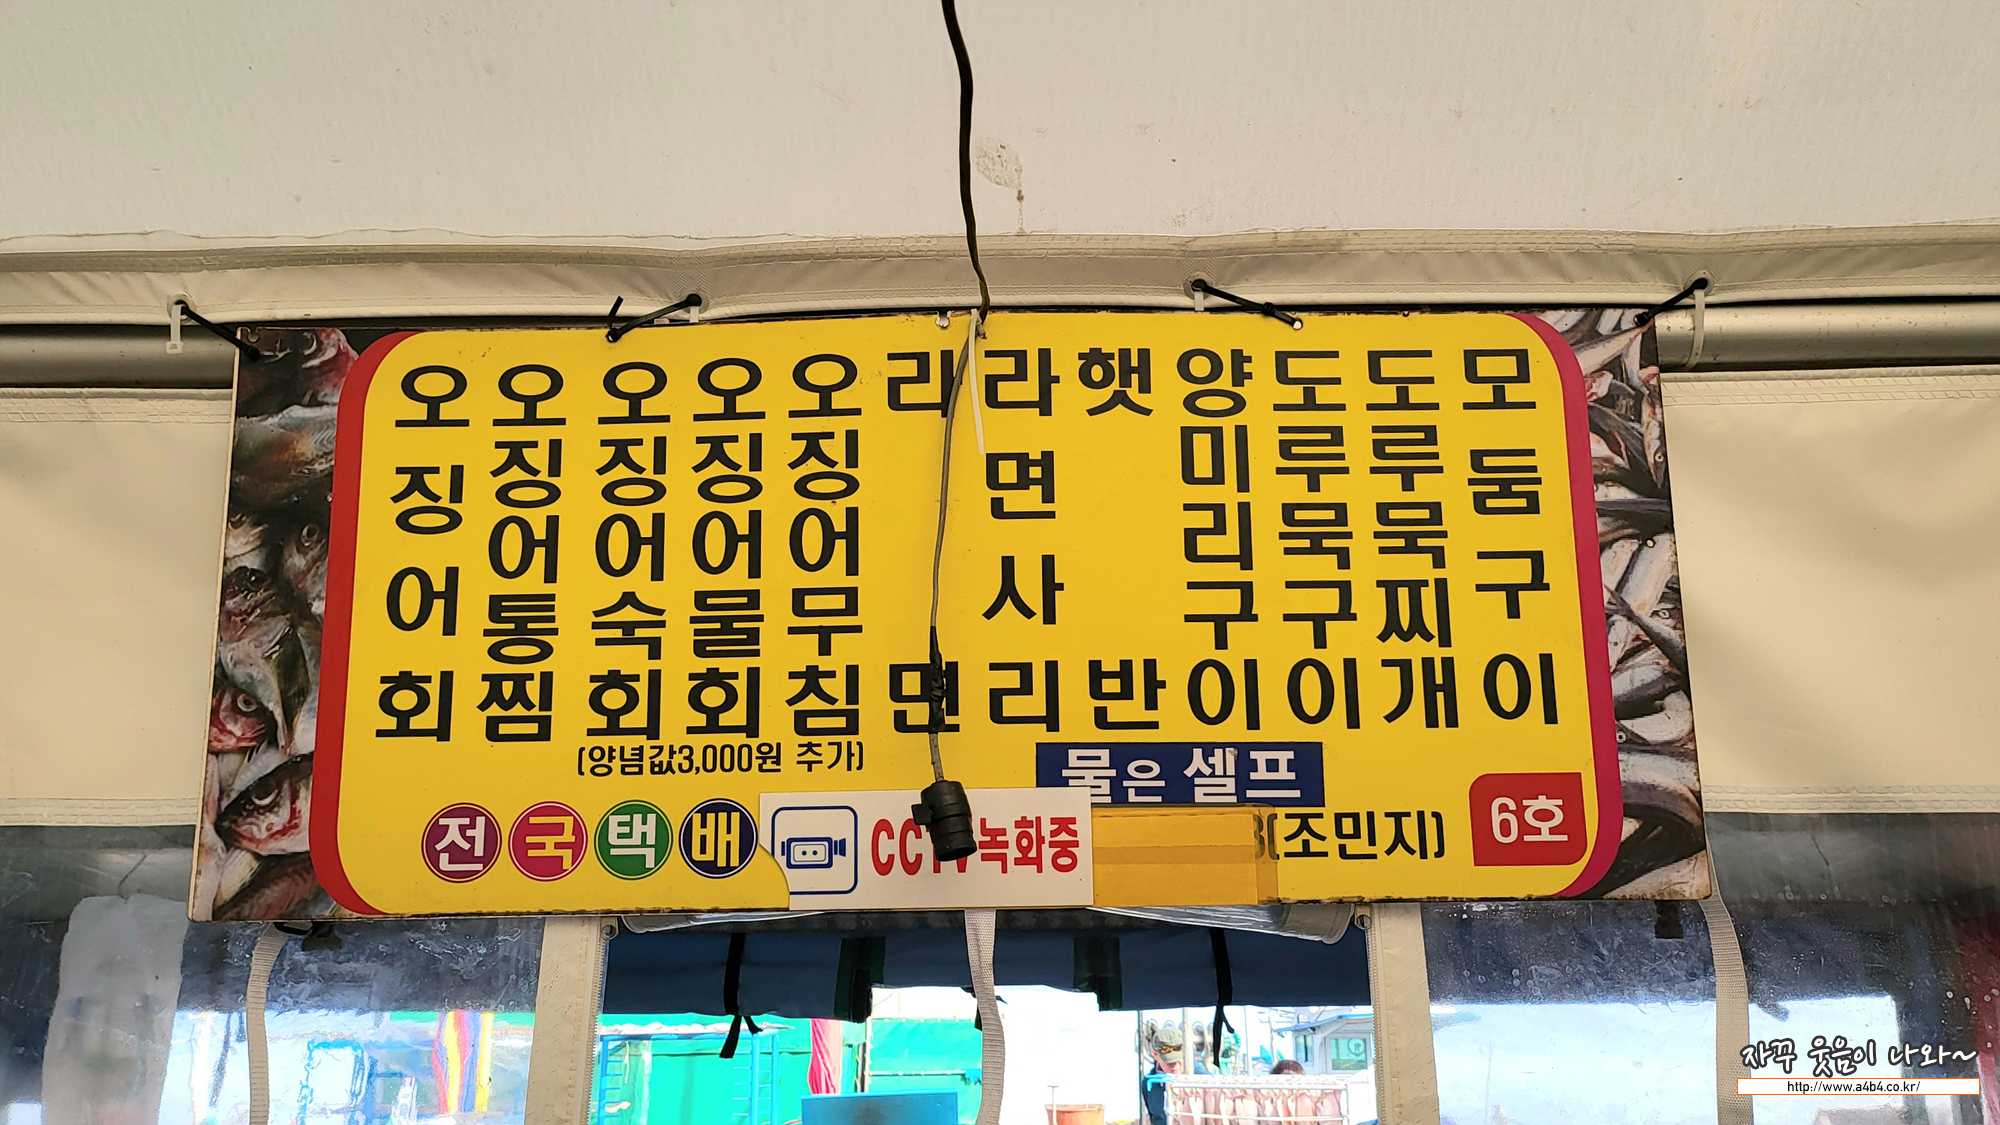 오징어회
오징어통찜
오징어숙회
오징어물회
오징어무침
라면
라면사리
햇반
양미리구이
도루묵구이
도루묵찌개
모둠구이
(양념값3,000원 추가)
물은 셀프
전국택배
CCTV 녹화중
(조민지)
6호
자꾸 웃음이 나와~
http://www.a4b4.co.kr/